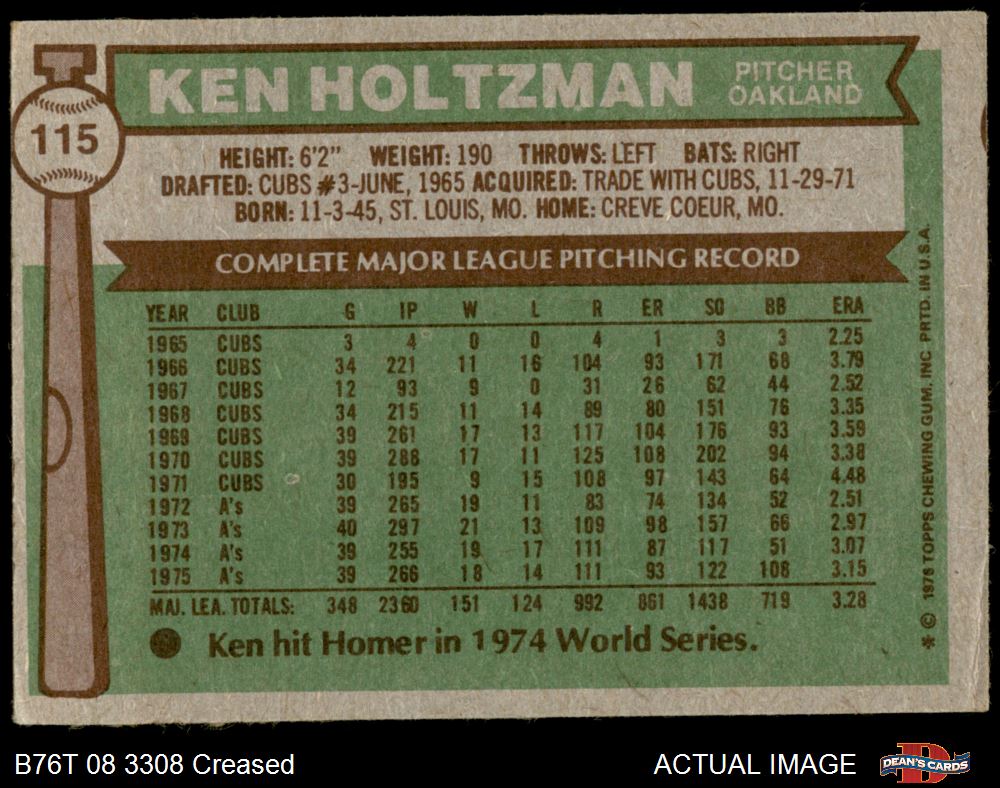 115
KEN HOLTZMAN
PITCHER
OAKLAND
HEIGHT: 6'2" WEIGHT: 190 THROWS: LEFT BATS: RIGHT
DRAFTED: CUBS #3-JUNE, 1965 ACQUIRED: TRADE WITH CUBS, 11-29-71
BORN: 11-3-45, ST. LOUIS, MO. HOME: CREVE COEUR, MO.
COMPLETE MAJOR LEAGUE PITCHING RECORD
YEAR CLUB G IP W L R ER SO BB ERA
1965 CUBS 3 4 0 0 4 1 3 3 2.25
1966 CUBS 34 221 11 16 104 93 171 68 3.79
1967 CUBS 12 93 9 0 31 26 62 44 2.52
1968 CUBS 34 215 11 14 89 80 151 76 3.35
1969 CUBS 39 261 17 13 117 104 176 93 3.59
1970 CUBS 39 288 17 11 125 108 202 94 3.38
1971 CUBS 30 195 9 15 108 97 143 64 4.48
1972 A's 39 265 19 11 83 74 134 52 2.51
1973 A's 40 297 21 13 109 98 157 66 2.97
1974 A's 39 255 19 17 111 87 117 51 3.07
1975 A's 39 266 18 14 111 93 122 108 3.15
MAJ. LEA. TOTALS: 348 2360 151 124 992 861 1438 719 3.28
Ken hit Homer in 1974 World Series.
* © 1976 TOPPS CHEWING GUM, INC. PRTD. IN U.S.A.
B76T 08 3308 Creased
ACTUAL IMAGE
DEAN'S CARDS